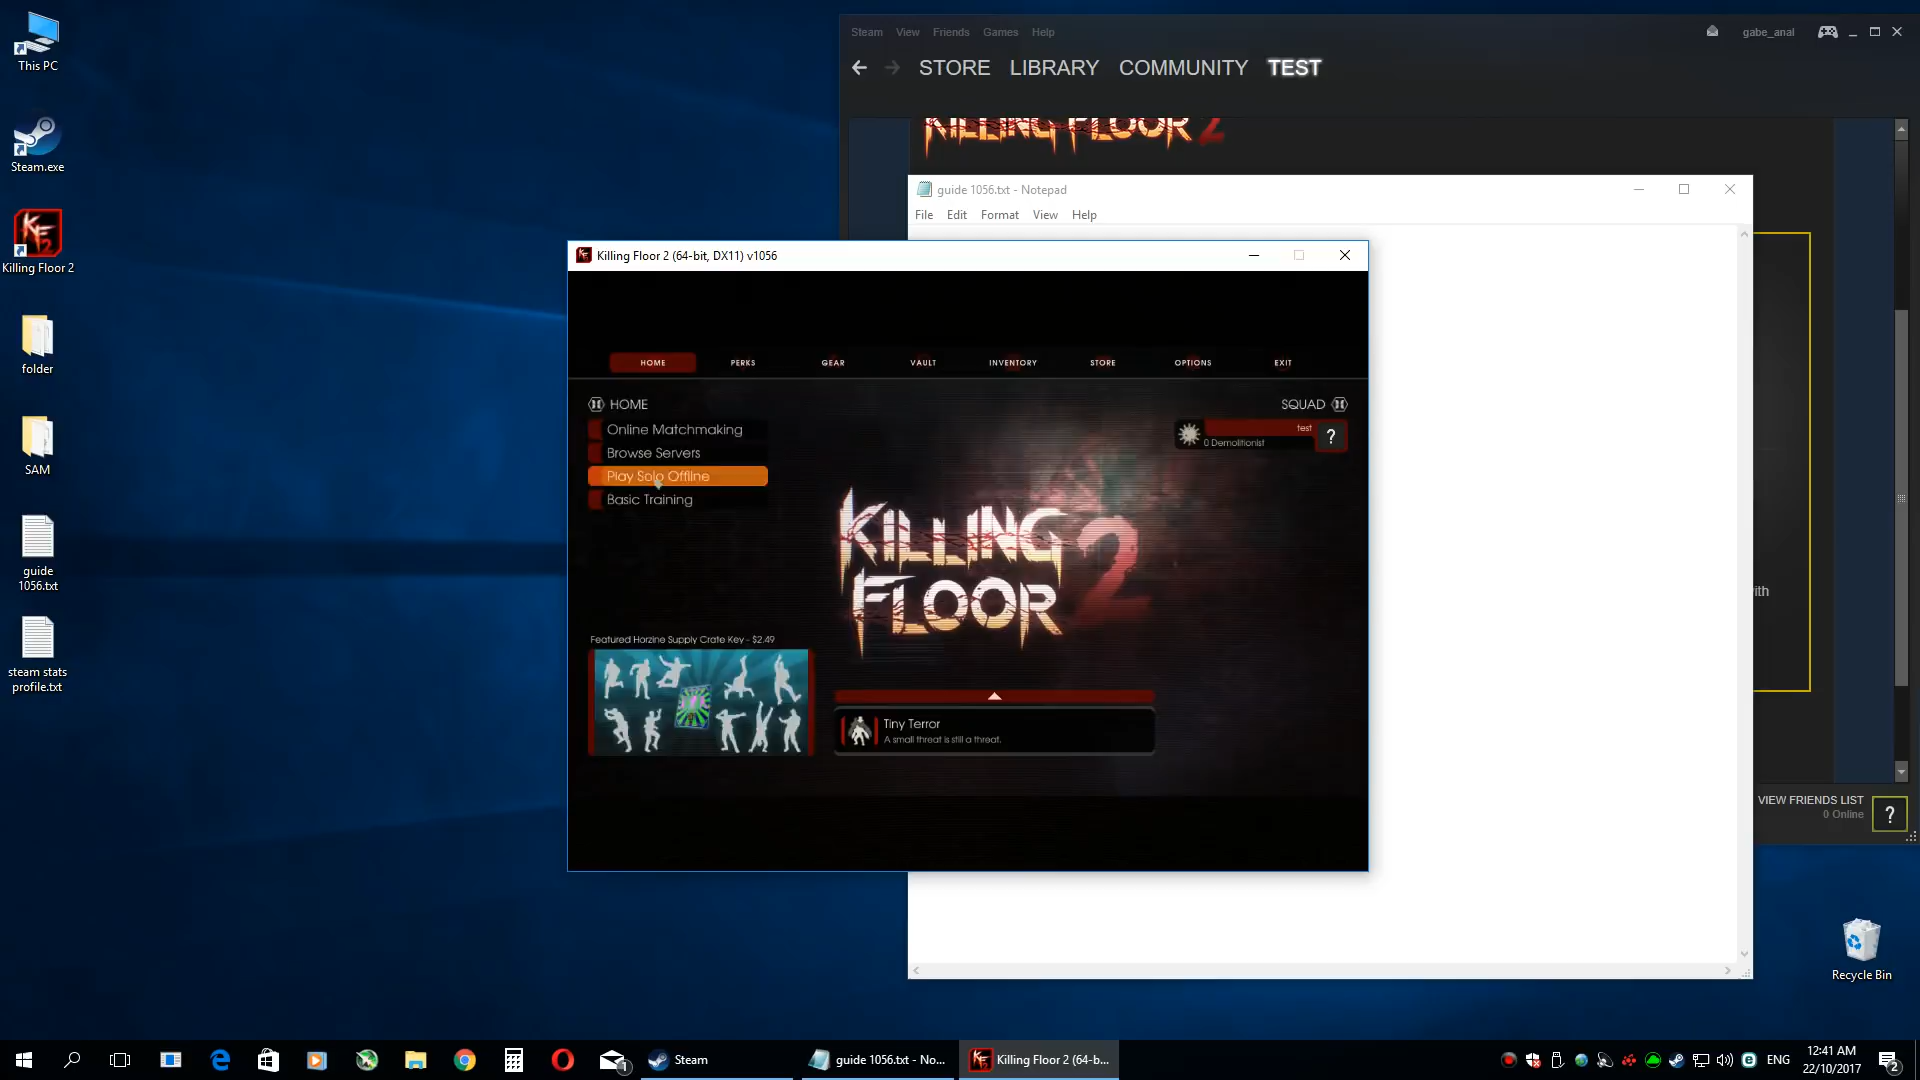 This PC
Steam.exe
Killing Floor 2
folder
SAM
guide
1056.txt
steam stats
profile.txt
Steam View Friends Games Help
gabe_anal
STORE LIBRARY COMMUNITY TEST
KILLING FLOOR 2
guide 1056.txt - Notepad
File Edit Format View Help
Killing Floor 2 (64-bit, DX11) v1056
HOME PERKS GEAR VAULT INVENTORY STORE OPTIONS EXIT
HOME
Online Matchmaking
Browse Servers
Play Solo Offline
Basic Training
SQUAD
test
0 Demolitionist
?
KILLING
FLOOR 2
Featured Horzine Supply Crate Key - $2.49
Tiny Terror
A small threat is still a threat.
VIEW FRIENDS LIST
0 Online
?
Recycle Bin
1
Steam
guide 1056.txt - No...
Killing Floor 2 (64-b...
ENG
12:41 AM
22/10/2017
2